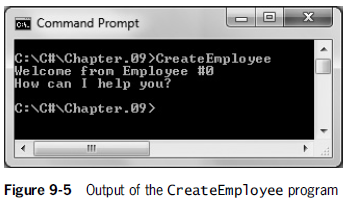 Command Prompt
C:\C#\Chapter.09>CreateEmployee
Welcome from Employee #0
How can I help you?
C:\C#\Chapter.09>
Figure 9-5 Output of the CreateEmployee program